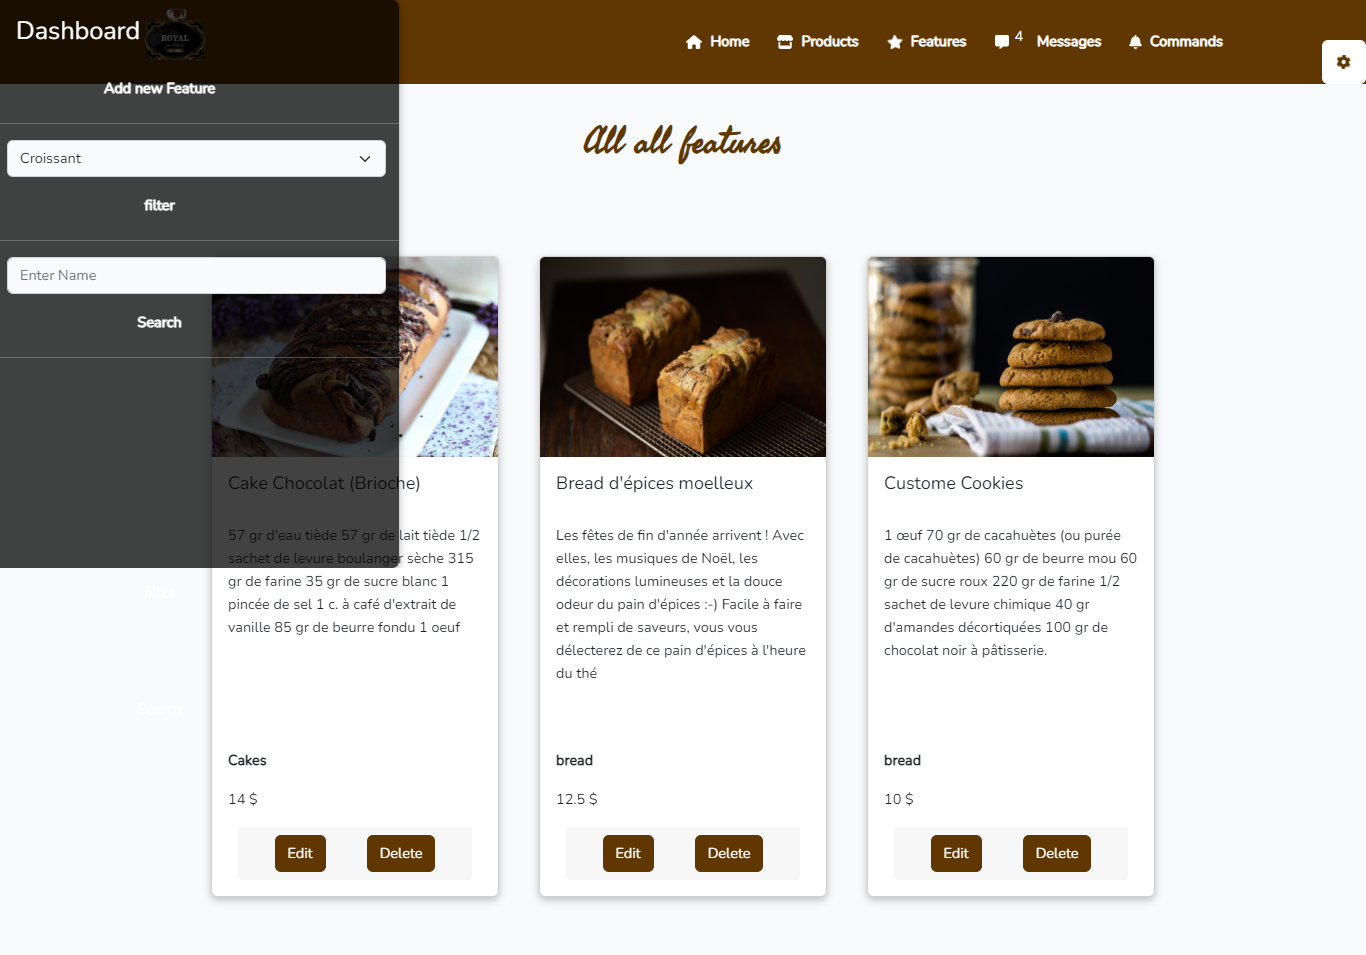 Dashboard
ROYAL
Home
Products
Features
4
Messages
Commands
Add new Feature
All all features
Croissant
filter
Enter Name
Search
Cake Chocolat (Brioche)
57 gr d'eau tiède 57 gr de lait tiède 1/2
sachet de levure boulanger sèche 315
gr de farine 35 gr de sucre blanc 1
pincée de sel 1 c. à café d'extrait de
vanille 85 gr de beurre fondu 1 oeuf
Cakes
14 $
Edit
Delete
Bread d'épices moelleux
Les fêtes de fin d'année arrivent ! Avec
elles, les musiques de Noël, les
décorations lumineuses et la douce
odeur du pain d'épices :-) Facile à faire
et rempli de saveurs, vous vous
délecterez de ce pain d'épices à l'heure
du thé
bread
12.5 $
Edit
Delete
Custome Cookies
1 œuf 70 gr de cacahuètes (ou purée
de cacahuètes) 60 gr de beurre mou 60
gr de sucre roux 220 gr de farine 1/2
sachet de levure chimique 40 gr
d'amandes décortiquées 100 gr de
chocolat noir à pâtisserie.
bread
10 $
Edit
Delete
filter
Search